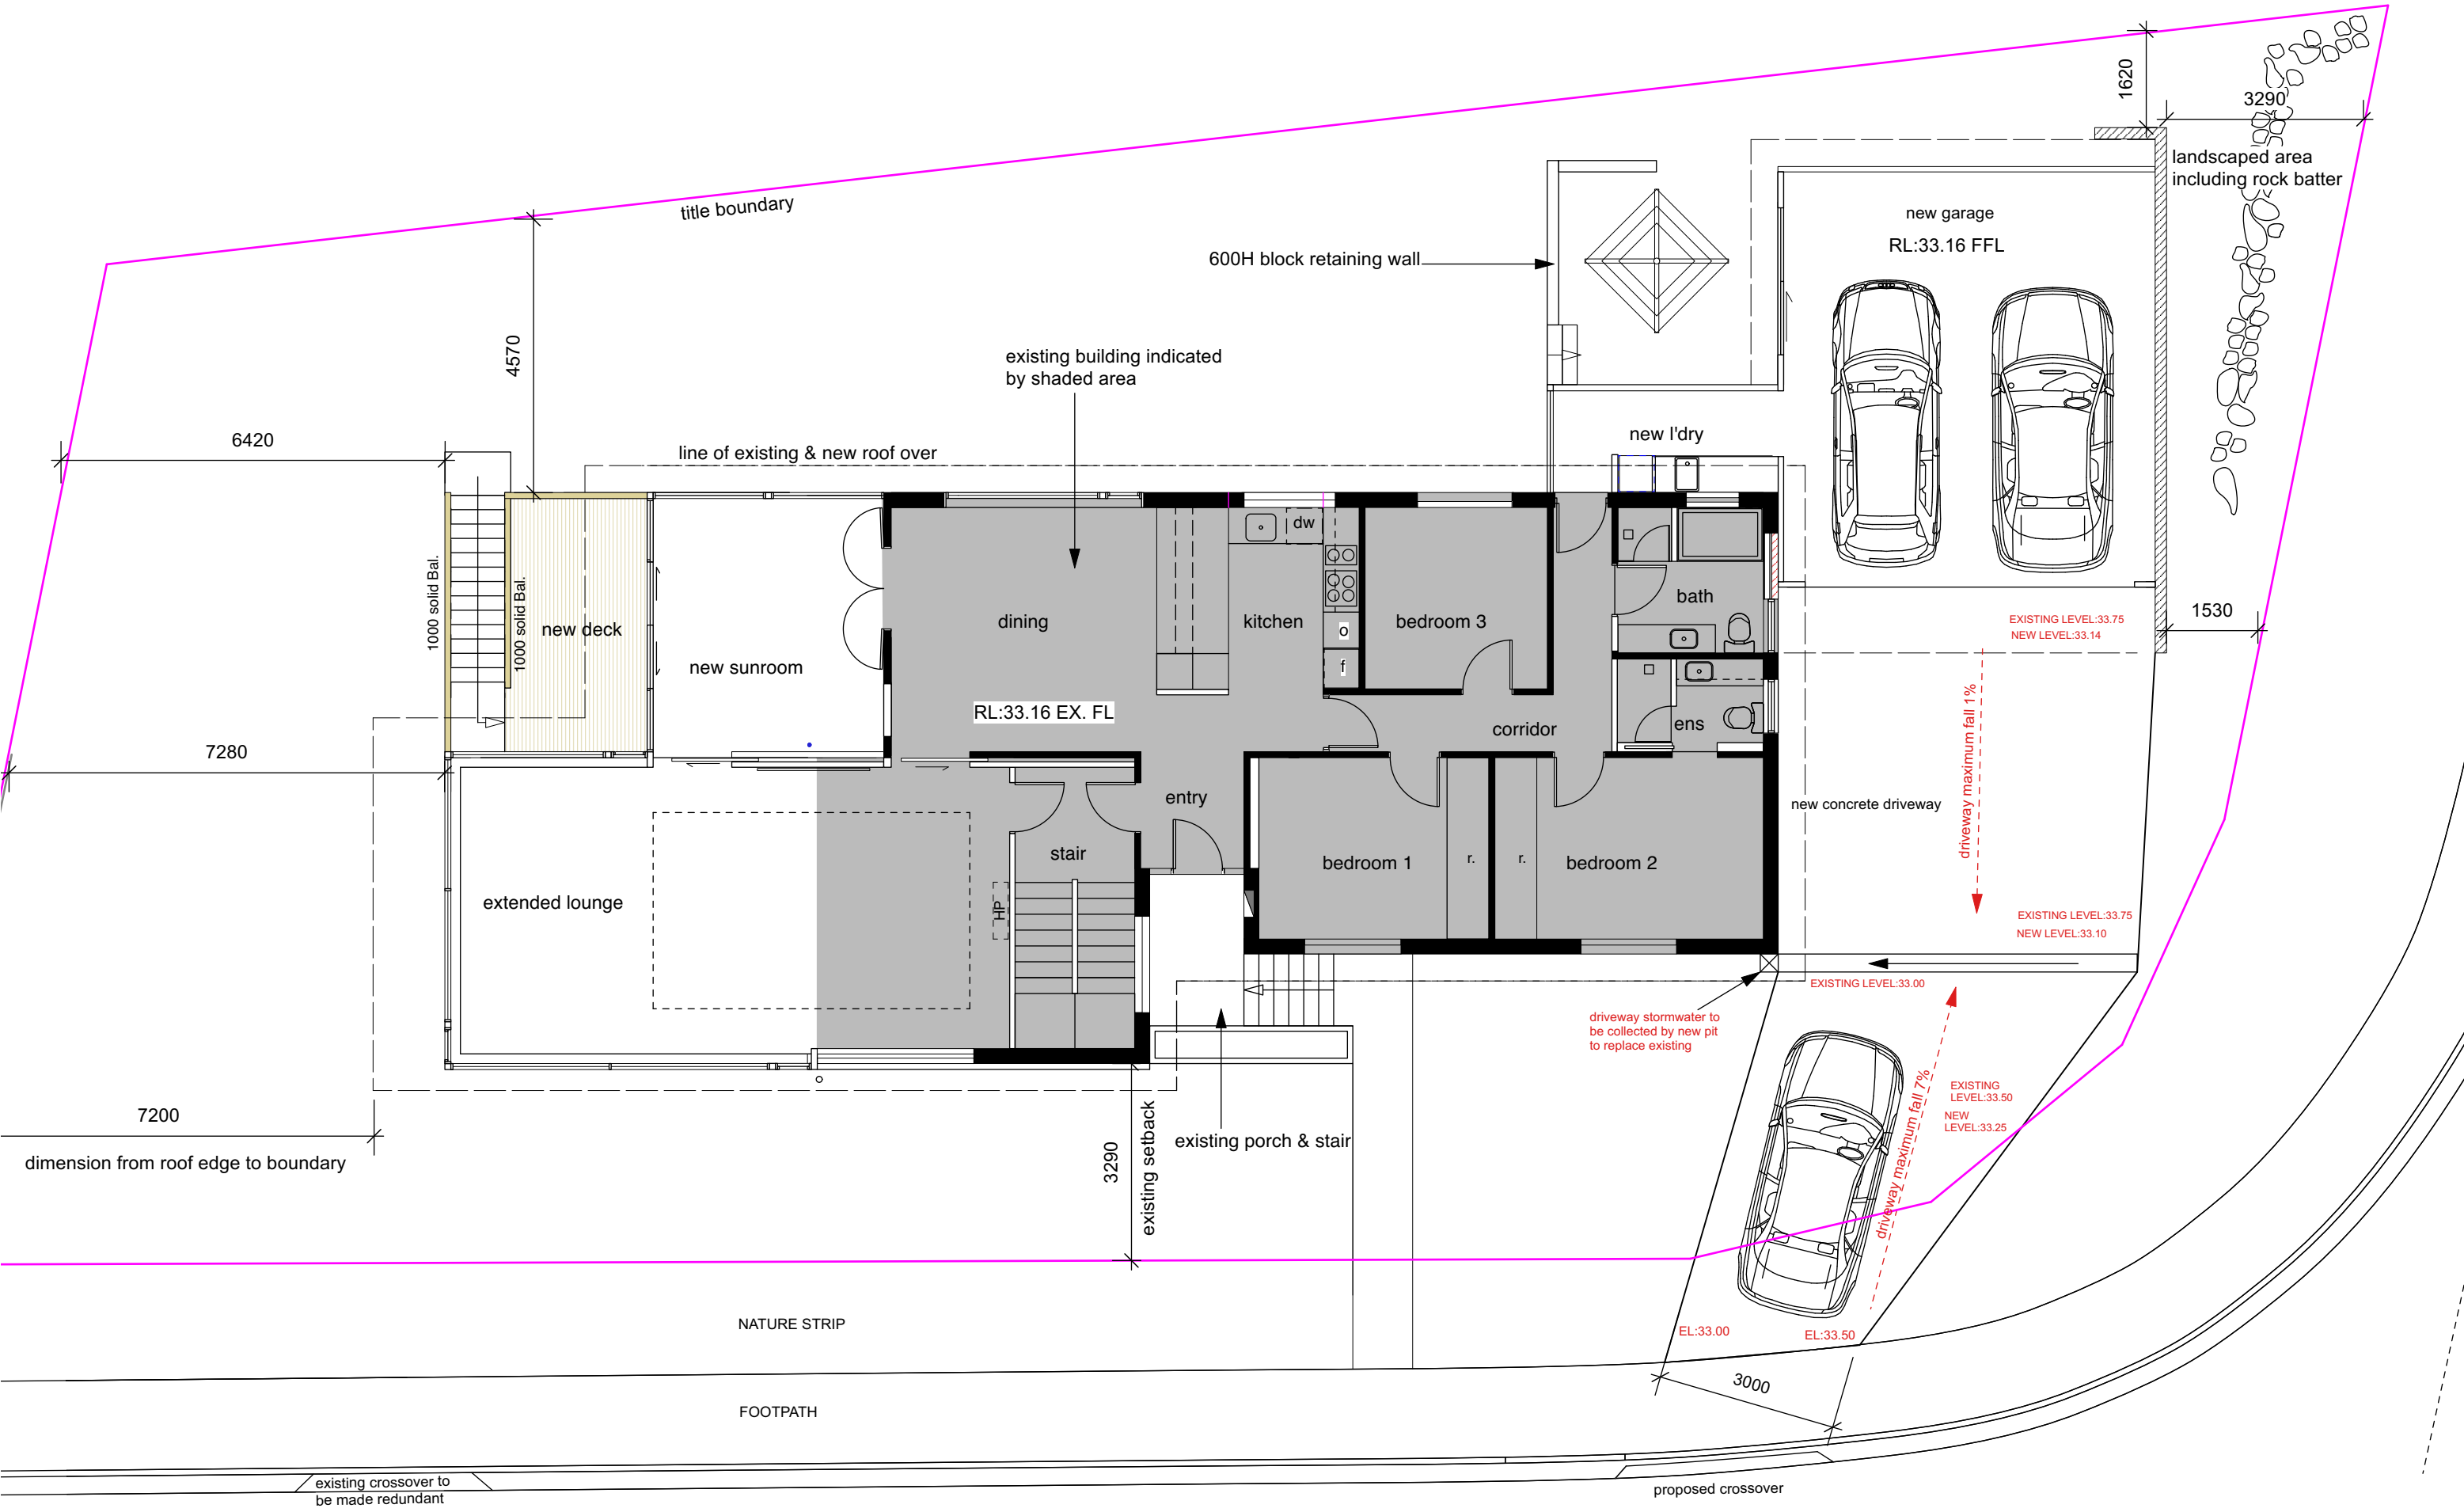 1620
3290
landscaped area
including rock batter
title boundary
new garage
RL:33.16 FFL
600H block retaining wall
4570
existing building indicated
by shaded area
6420
line of existing & new roof over
new l'dry
dw
1000 solid Bal.
1000 solid Bal.
new deck
new sunroom
dining
kitchen
o
f
bedroom 3
bath
EXISTING LEVEL:33.75
NEW LEVEL:33.14
1530
RL:33.16 EX. FL
corridor
ens
driveway maximum fall 1%
7280
entry
new concrete driveway
stair
bedroom 1
r.
r.
bedroom 2
extended lounge
HP
EXISTING LEVEL:33.75
NEW LEVEL:33.10
EXISTING LEVEL:33.00
driveway stormwater to
be collected by new pit
to replace existing
driveway maximum fall 7%
EXISTING
LEVEL:33.50
NEW
LEVEL:33.25
7200
dimension from roof edge to boundary
3290
existing setback
existing porch & stair
NATURE STRIP
EL:33.00
EL:33.50
3000
FOOTPATH
existing crossover to
be made redundant
proposed crossover